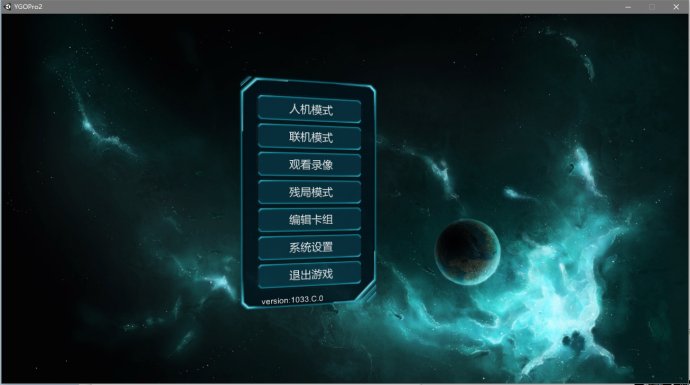 YGOPro2
人机模式
联机模式
观看录像
残局模式
编辑卡组
系统设置
退出游戏
version:1033.C.0